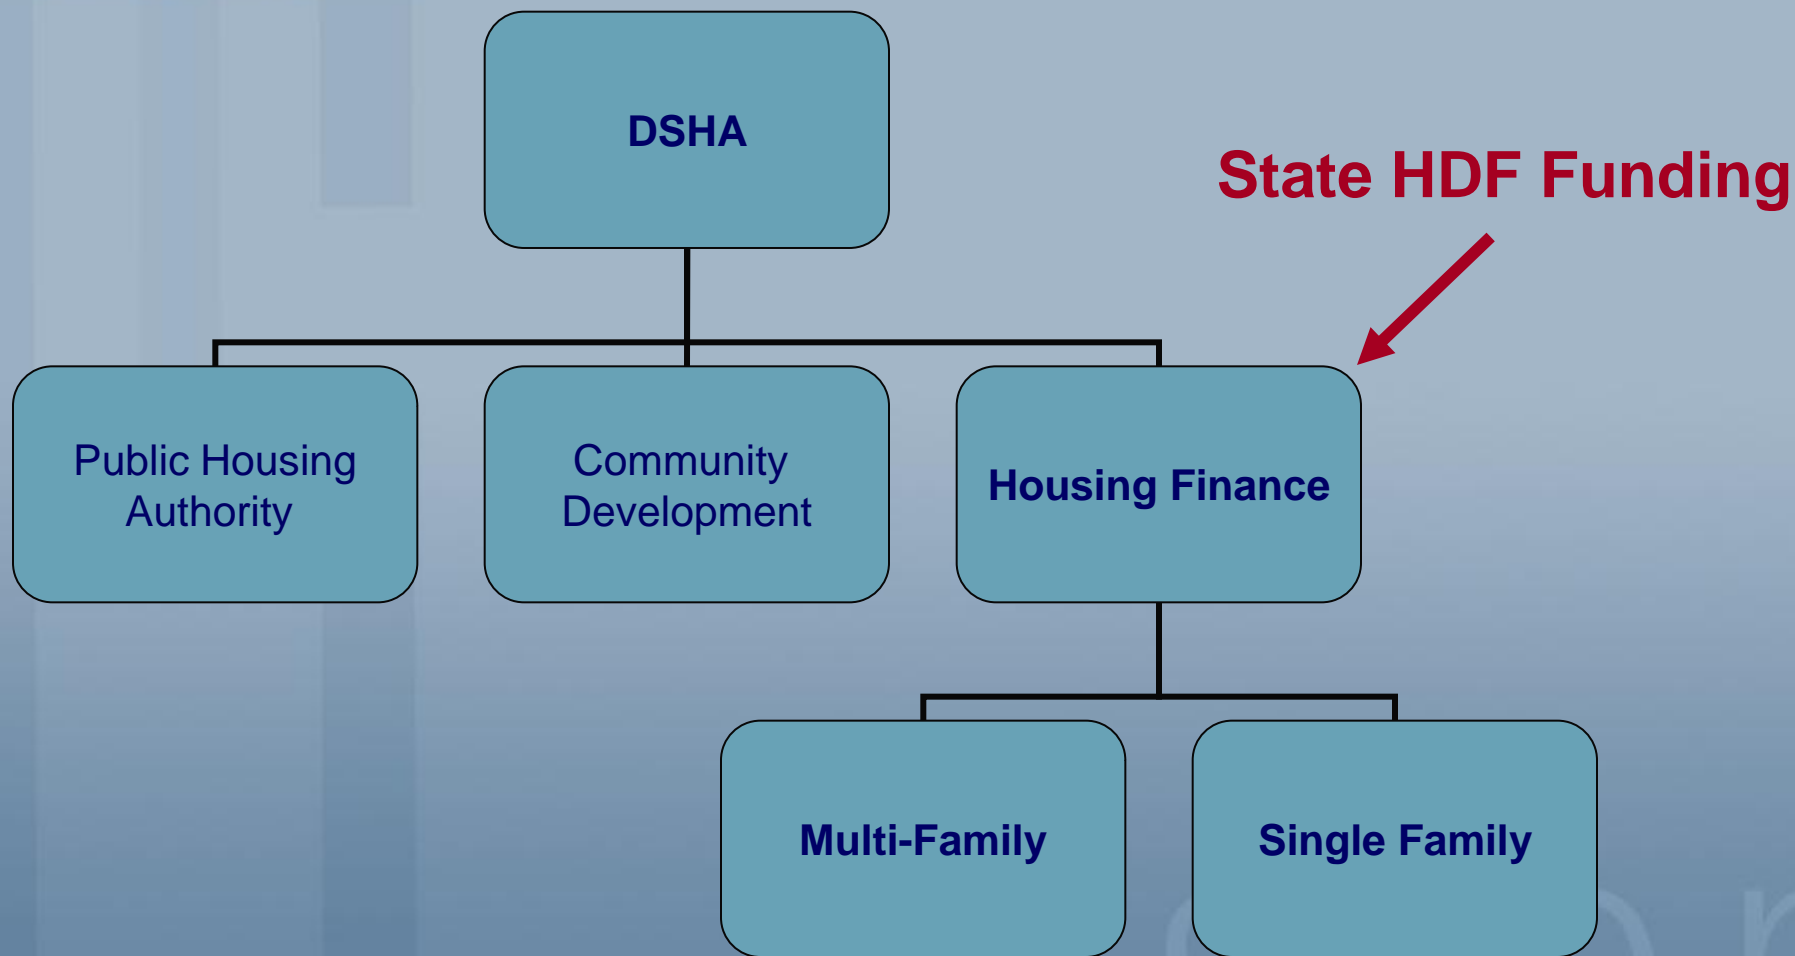 DSHA
State HDF Funding
Public Housing
Authority
Community
Development
Housing Finance
Multi-Family
Single Family